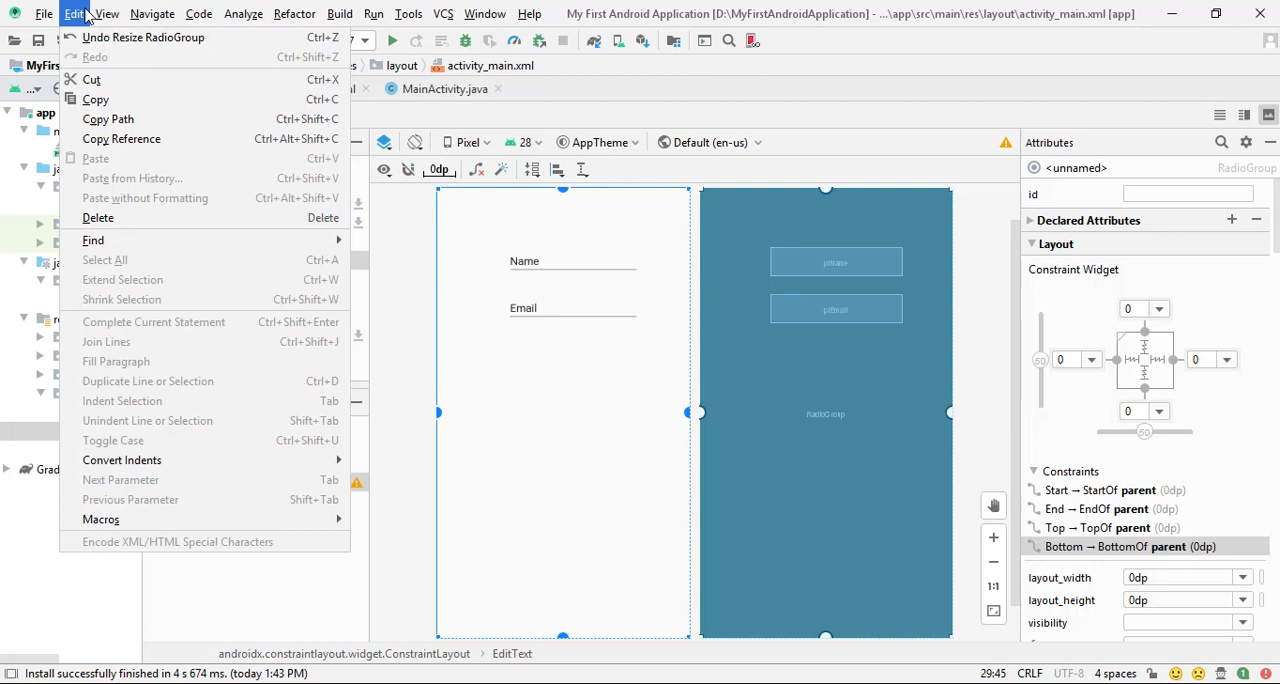 File Edit View Navigate Code Analyze Refactor Build Run Tools VCS Window Help My First Android Application [D:\MyFirstAndroidApplication] - ...\app\src\main\res\layout\activity_main.xml [app]
Undo Resize RadioGroup Ctrl+Z
Redo Ctrl+Shift+Z
Cut Ctrl+X
Copy Ctrl+C
Copy Path Ctrl+Shift+C
Copy Reference Ctrl+Alt+Shift+C
Paste Ctrl+V
Paste from History... Ctrl+Shift+V
Paste without Formatting Ctrl+Alt+Shift+V
Delete Delete
Find
Select All Ctrl+A
Extend Selection Ctrl+W
Shrink Selection Ctrl+Shift+W
Complete Current Statement Ctrl+Shift+Enter
Join Lines Ctrl+Shift+J
Fill Paragraph
Duplicate Line or Selection Ctrl+D
Indent Selection Tab
Unindent Line or Selection Shift+Tab
Toggle Case Ctrl+Shift+U
Convert Indents
Next Parameter Tab
Previous Parameter Shift+Tab
Macros
Encode XML/HTML Special Characters
MyFirs
layout activity_main.xml
MainActivity.java
app
Grad
Pixel 28 AppTheme Default (en-us)
0dp
Name
Email
ptName
ptEmail
RadioGroup
1:1
Attributes
<unnamed> RadioGroup
id
Declared Attributes
Layout
Constraint Widget
0
50 0 0
0
50
Constraints
Start → StartOf parent (0dp)
End → EndOf parent (0dp)
Top → TopOf parent (0dp)
Bottom → BottomOf parent (0dp)
layout_width 0dp
layout_height 0dp
visibility
androidx.constraintlayout.widget.ConstraintLayout EditText
Install successfully finished in 4 s 674 ms. (today 1:43 PM) 29:45 CRLF UTF-8 4 spaces